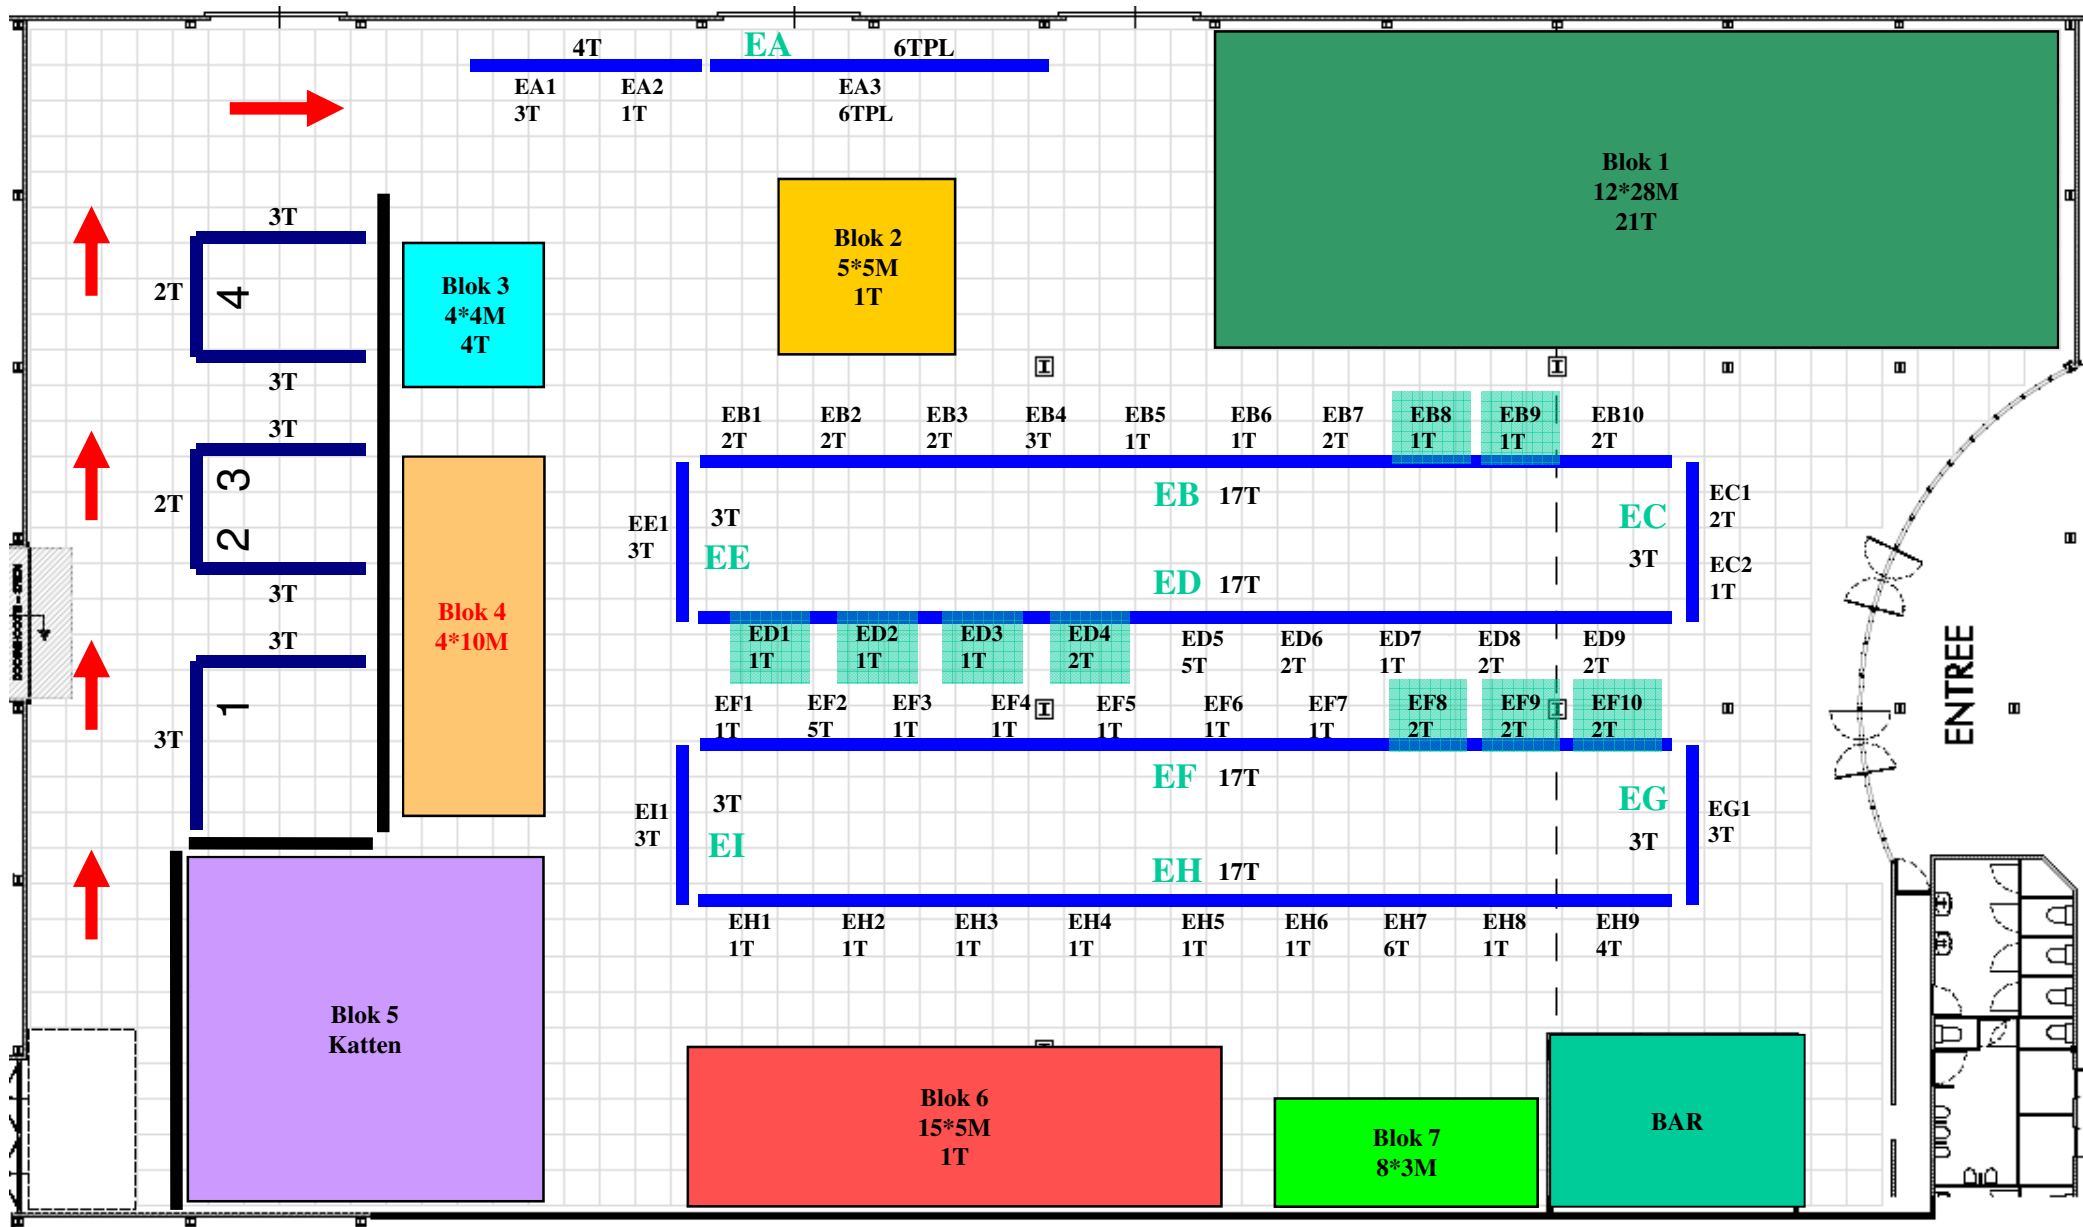 4T
EA
6TPL
EA1
3T
EA2
1T
EA3
6TPL
Blok 1
12*28M
21T
Blok 2
5*5M
1T
3T
2T
4
3T
Blok 3
4*4M
4T
3T
2T
3
2
3T
3T
3T
1
Blok 4
4*10M
Blok 5
Katten
EB1
2T
EB2
2T
EB3
2T
EB4
3T
EB5
1T
EB6
1T
EB7
2T
EB8
1T
EB9
1T
EB10
2T
EB 17T
EE1
3T
3T
EE
EC
3T
EC1
2T
EC2
1T
ED 17T
ED1
1T
ED2
1T
ED3
1T
ED4
2T
ED5
5T
ED6
2T
ED7
1T
ED8
2T
ED9
2T
EF1
1T
EF2
5T
EF3
1T
EF4
1T
EF5
1T
EF6
1T
EF7
1T
EF8
2T
EF9
2T
EF10
2T
EF 17T
EI1
3T
3T
EI
EG
3T
EG1
3T
EH 17T
EH1
1T
EH2
1T
EH3
1T
EH4
1T
EH5
1T
EH6
1T
EH7
6T
EH8
1T
EH9
4T
ENTREE
Blok 6
15*5M
1T
Blok 7
8*3M
BAR